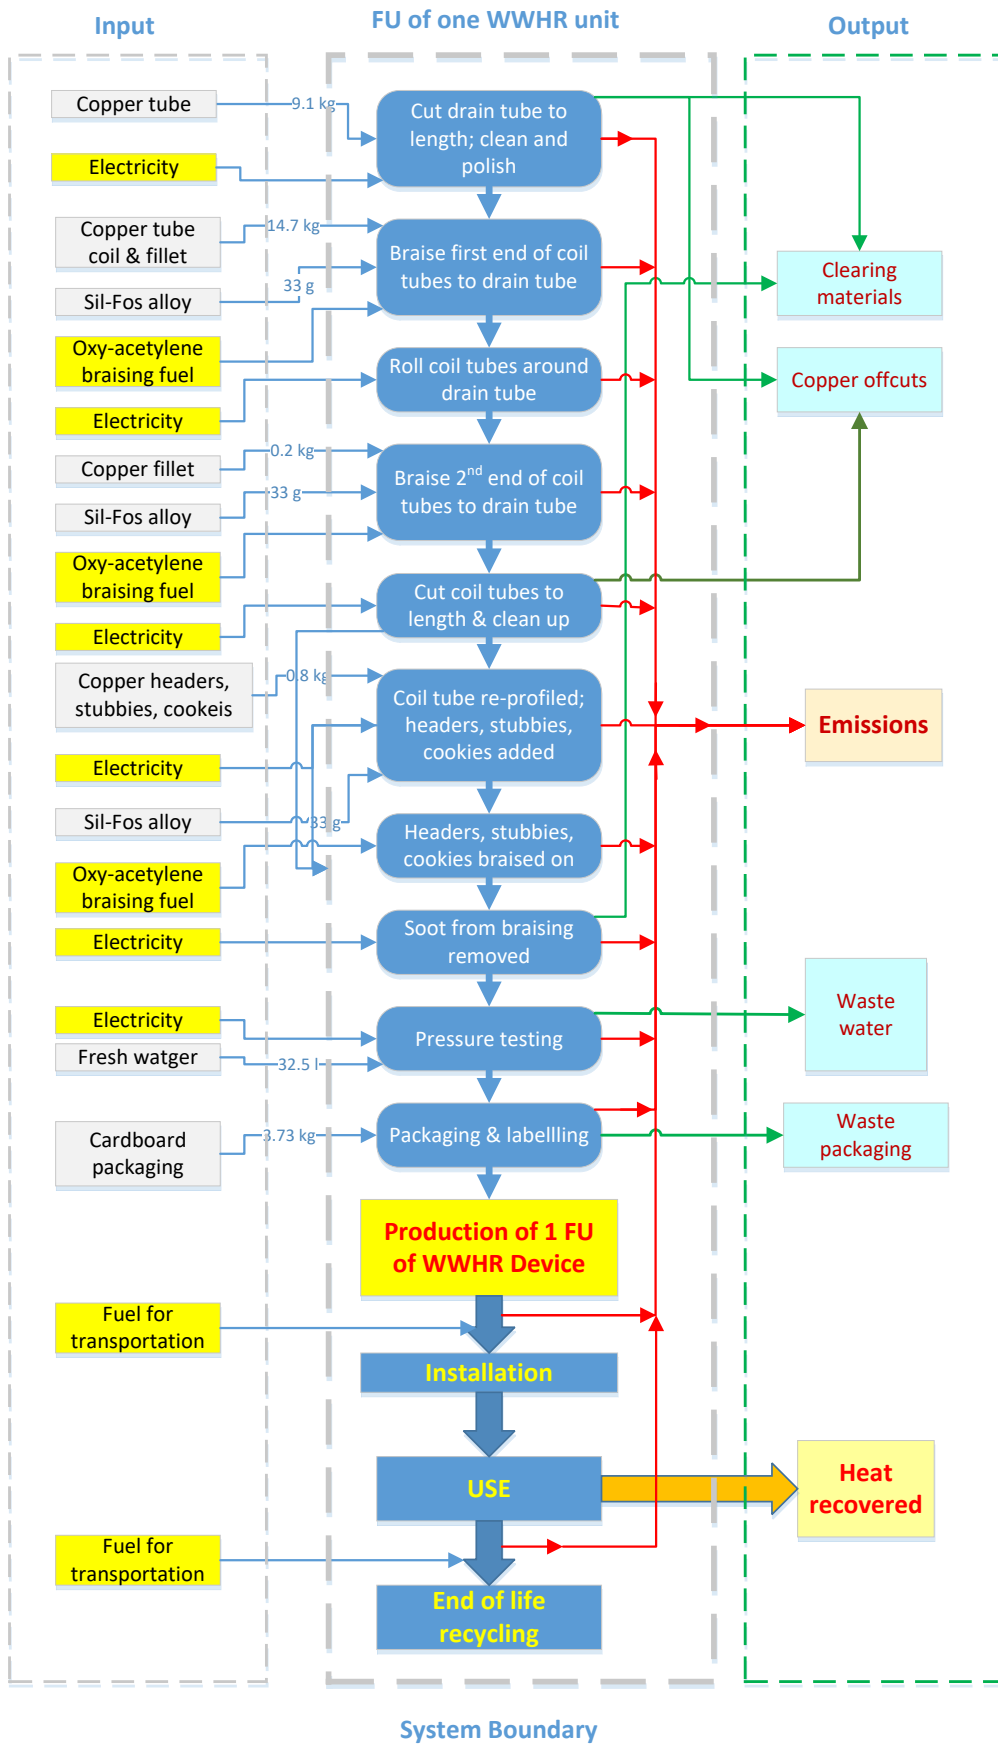 Input
FU of one WWHR unit
Output
Copper tube
9.1 kg
Cut drain tube to
length; clean and
polish
Electricity
Copper tube
coil & fillet
14.7 kg
Braise first end of coil
tubes to drain tube
Clearing
materials
Sil-Fos alloy
33 g
Oxy-acetylene
braising fuel
Roll coil tubes around
drain tube
Copper offcuts
Electricity
Copper fillet
0.2 kg
Braise 2nd end of coil
tubes to drain tube
Sil-Fos alloy
33 g
Oxy-acetylene
braising fuel
Cut coil tubes to
length & clean up
Electricity
Copper headers,
stubbies, cookeis
0.8 kg
Coil tube re-profiled;
headers, stubbies,
cookies added
Emissions
Electricity
Sil-Fos alloy
33 g
Headers, stubbies,
cookies braised on
Oxy-acetylene
braising fuel
Electricity
Soot from braising
removed
Electricity
Pressure testing
Waste
water
Fresh watger
32.5 l
Cardboard
packaging
3.73 kg
Packaging & labellling
Waste
packaging
Production of 1 FU
of WWHR Device
Fuel for
transportation
Installation
USE
Heat
recovered
Fuel for
transportation
End of life
recycling
System Boundary